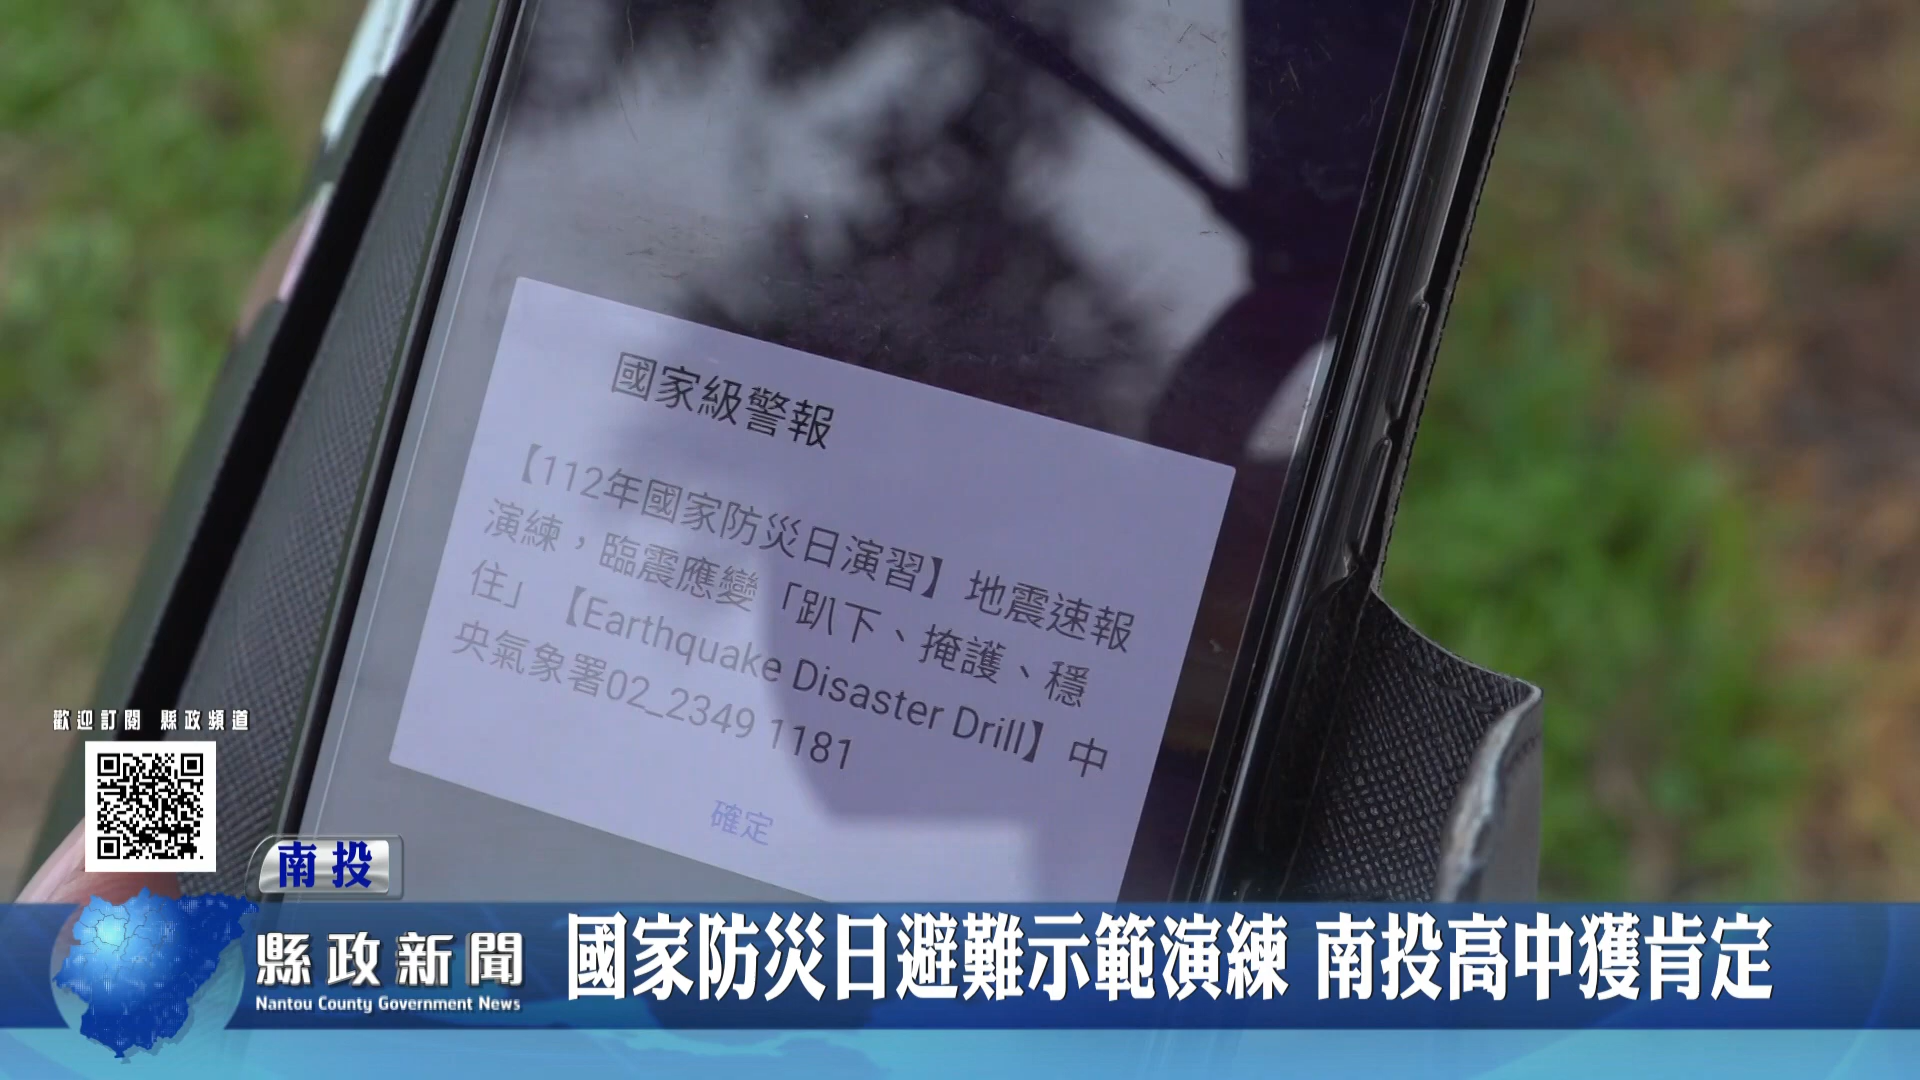 國家級警報
【112年國家防災日演習】地震速報
演練，臨震應變「趴下、掩護、穩
住」【Earthquake Disaster Drill】中
央氣象署02_2349 1181
確定
歡迎訂閱 縣政頻道
南投
縣政新聞
Nantou County Government News
國家防災日避難示範演練 南投高中獲肯定